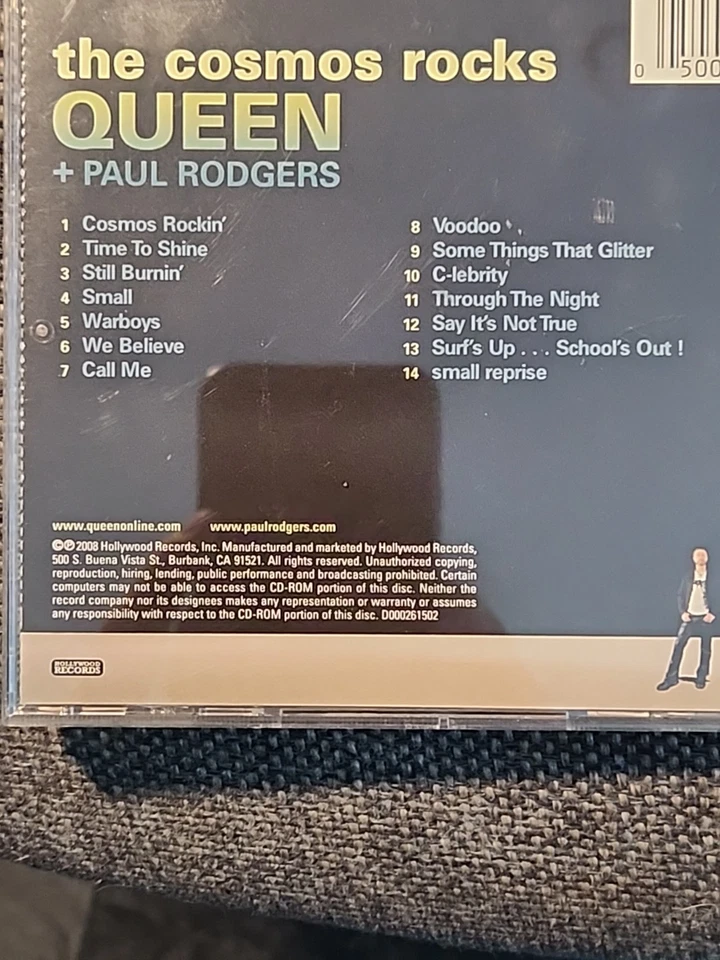 the cosmos rocks
QUEEN
+ PAUL RODGERS
1 Cosmos Rockin'
2 Time To Shine
3 Still Burnin'
4 Small
5 Warboys
6 We Believe
7 Call Me
8 Voodoo
9 Some Things That Glitter
10 C-lebrity
11 Through The Night
12 Say It's Not True
13 Surf's Up . . . School's Out !
14 small reprise
www.queenonline.com www.paulrodgers.com
©℗ 2008 Hollywood Records, Inc. Manufactured and marketed by Hollywood Records,
500 S. Buena Vista St., Burbank, CA 91521. All rights reserved. Unauthorized copying,
reproduction, hiring, lending, public performance and broadcasting prohibited. Certain
computers may not be able to access the CD-ROM portion of this disc. Neither the
record company nor its designees makes any representation or warranty or assumes
any responsibility with respect to the CD-ROM portion of this disc. D000261502
HOLLYWOOD
RECORDS
0 500